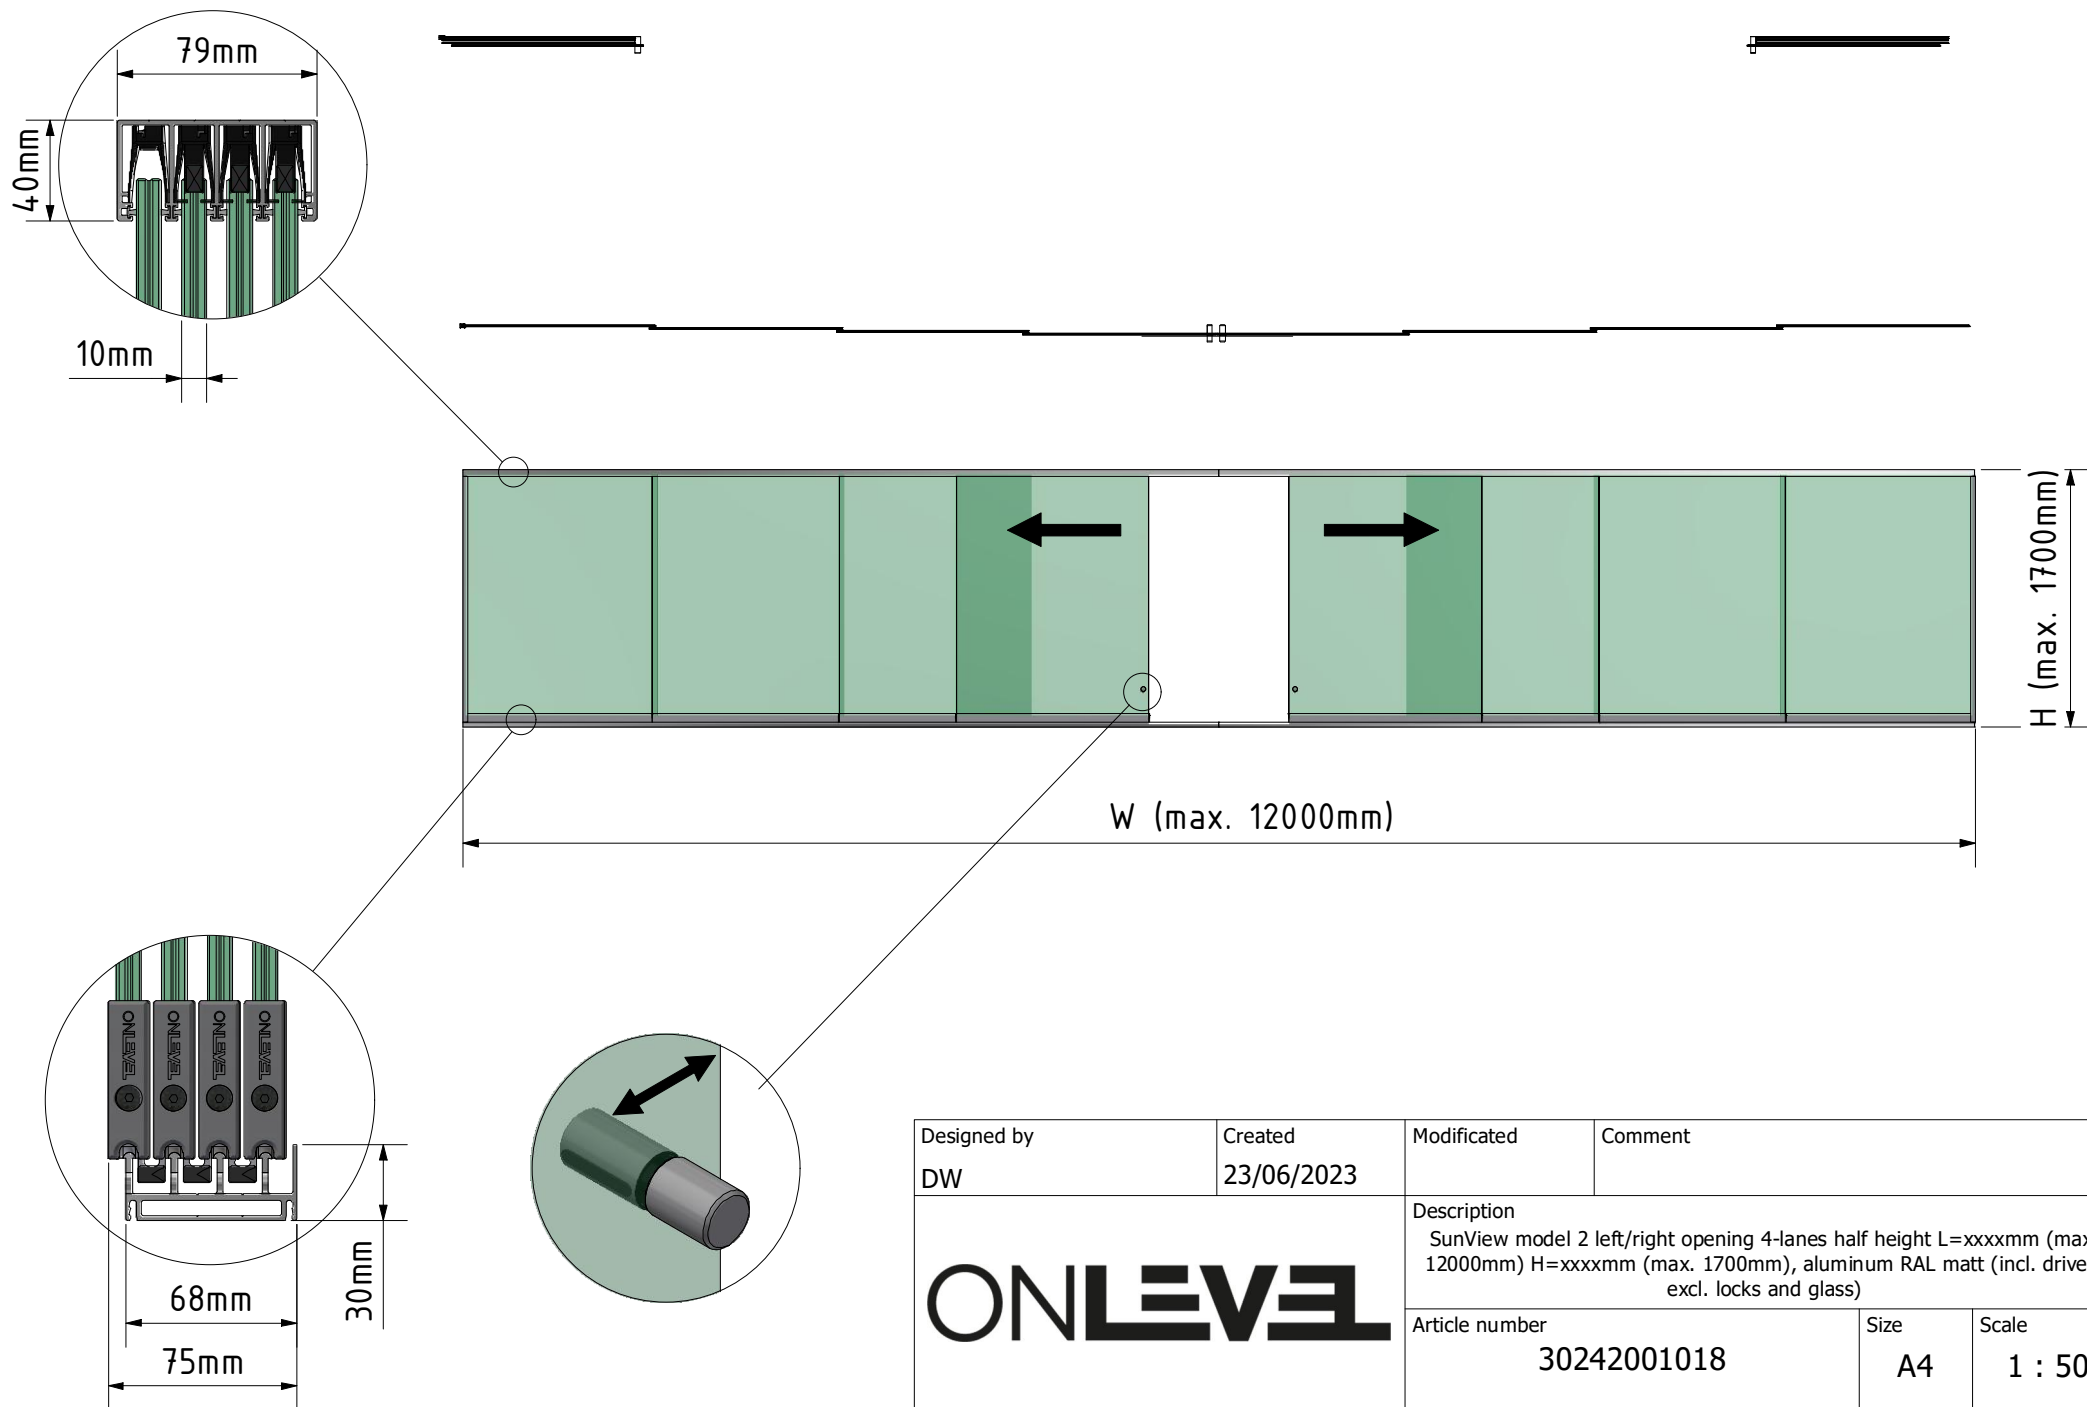 79mm
40mm
10mm
H (max. 1700mm)
W (max. 12000mm)
ONLEVEL ONLEVEL ONLEVEL ONLEVEL
30mm
68mm
75mm
Designed by
DW
Created
23/06/2023
Modificated
Comment
Description
SunView model 2 left/right opening 4-lanes half height L=xxxxmm (max
12000mm) H=xxxxmm (max. 1700mm), aluminum RAL matt (incl. drive
excl. locks and glass)
ONLEVEL
Article number
30242001018
Size
A4
Scale
1 : 50